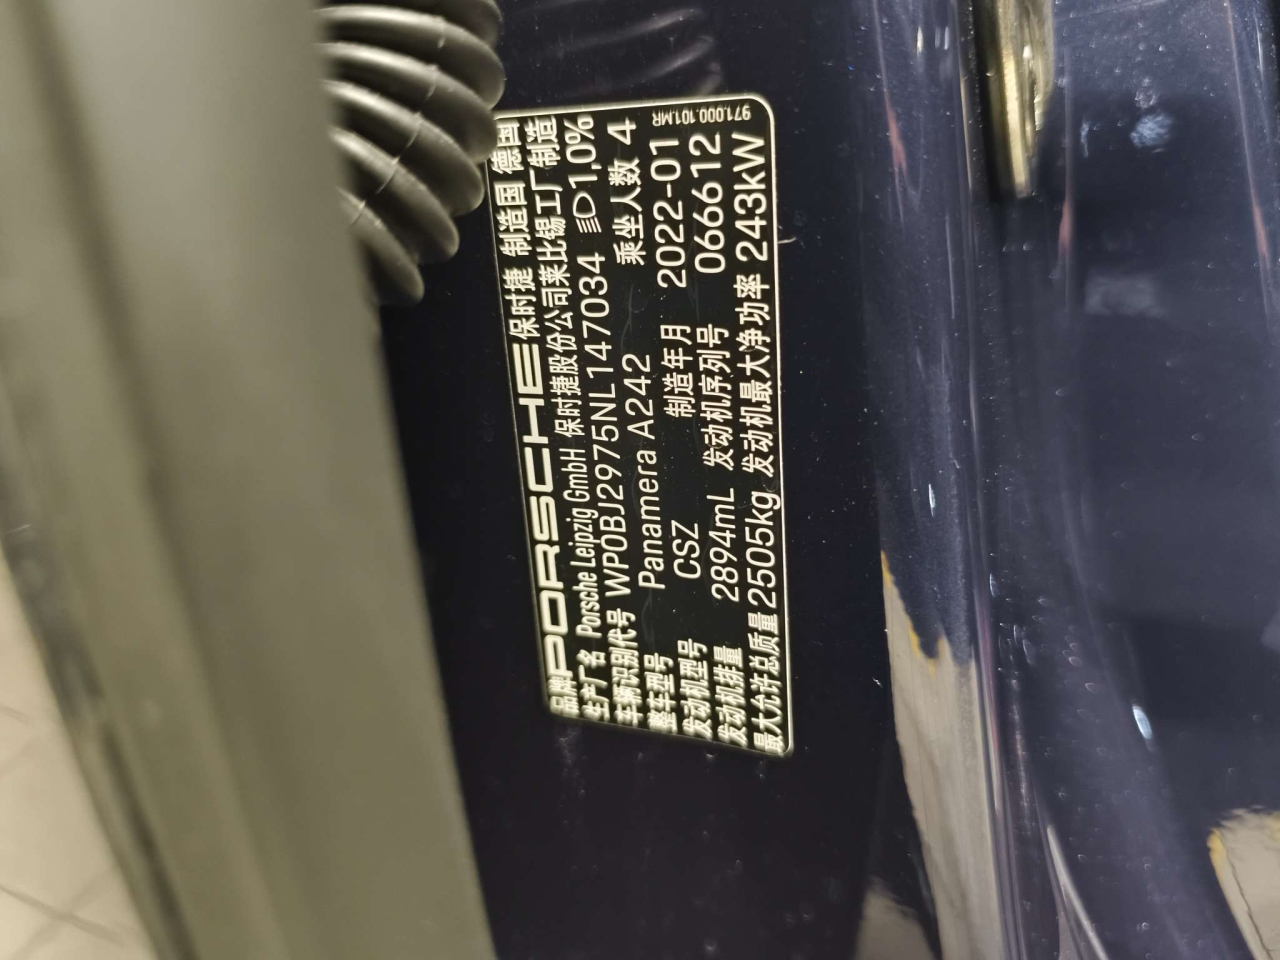 品牌 PORSCHE 保时捷 制造国 德国
生产厂名 Porsche Leipzig GmbH 保时捷股份公司莱比锡工厂 制造
车辆识别代号 WP0BJ2975NL147034 1,0%
整车型号 Panamera A242 乘坐人数 4
发动机型号 CSZ 制造年月 2022-01
发动机排量 2894mL 发动机序列号 066612
最大允许总质量 2505kg 发动机最大净功率 243kW
971.000.101.MR